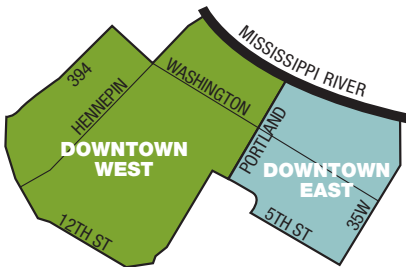 MISSISSIPPI RIVER
394
HENNEPIN
WASHINGTON
PORTLAND
DOWNTOWN
WEST
DOWNTOWN
EAST
12TH ST
5TH ST
35W